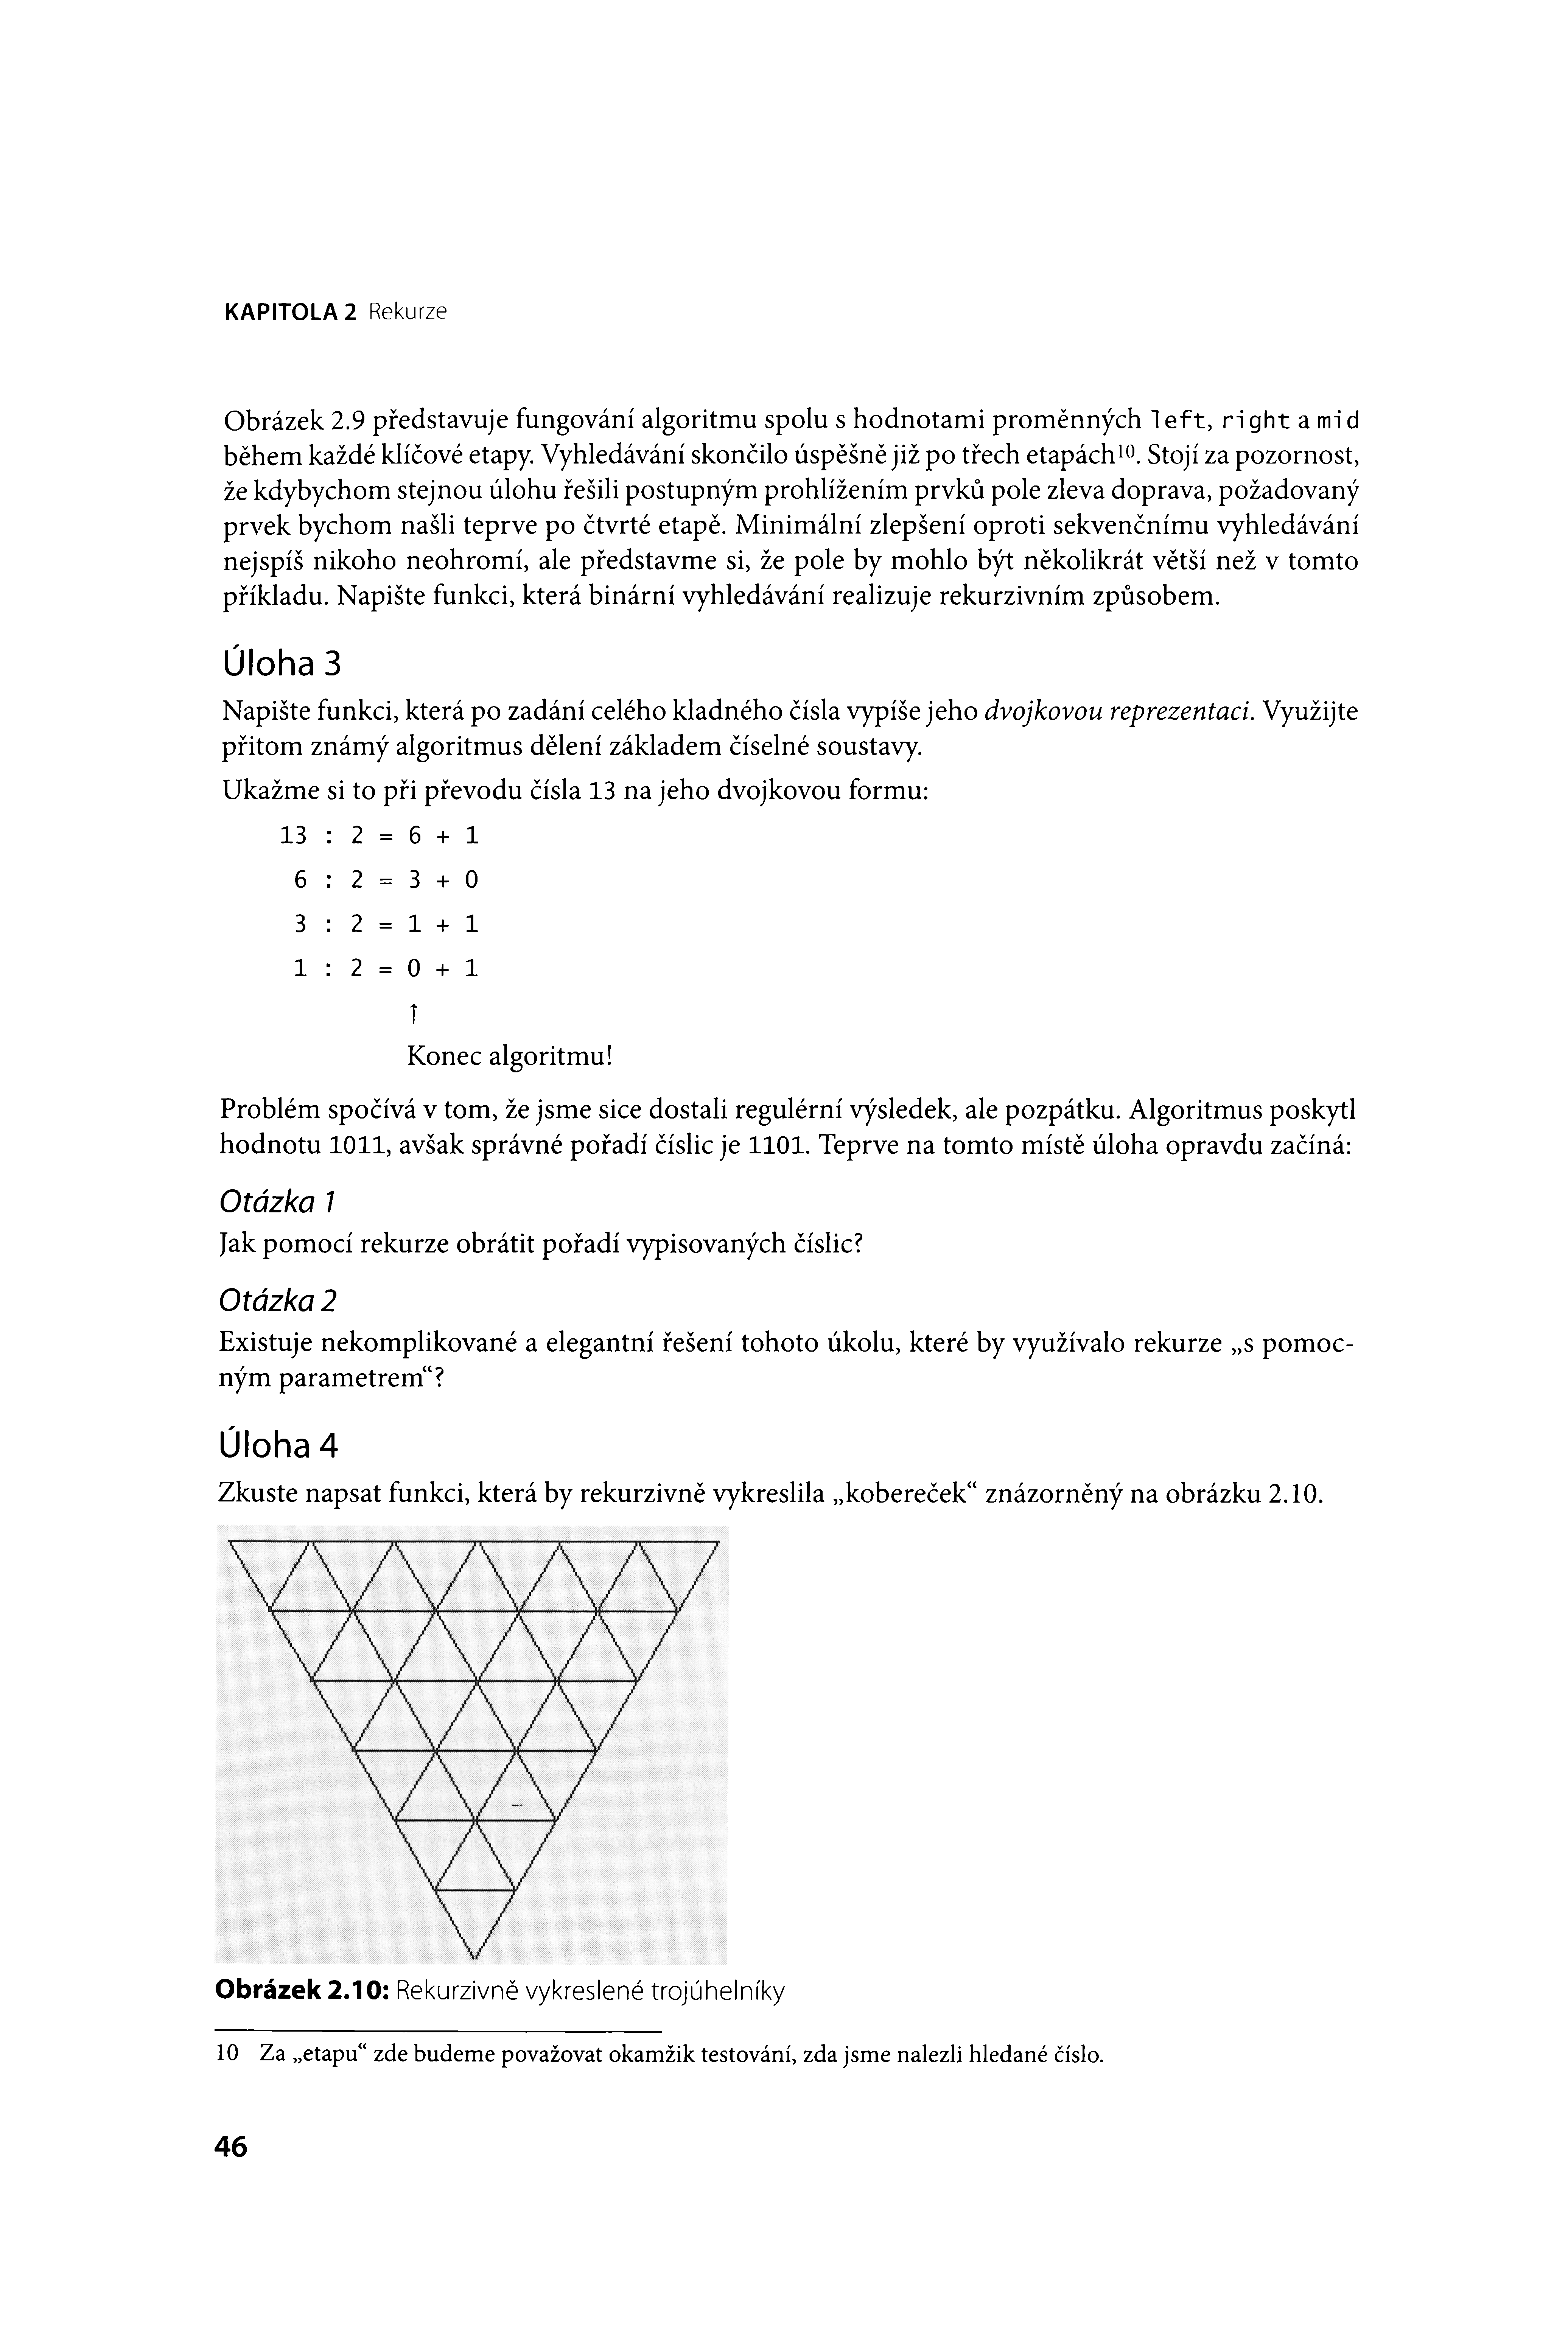 KAPITOLA 2 Rekurze
Obrázek 2.9 představuje fungování algoritmu spolu s hodnotami proměnných left, right a mid
během každé klíčové etapy. Vyhledávání skončilo úspěšně již po třech etapách¹⁰. Stojí za pozornost,
že kdybychom stejnou úlohu řešili postupným prohlížením prvků pole zleva doprava, požadovaný
prvek bychom našli teprve po čtvrté etapě. Minimální zlepšení oproti sekvenčnímu vyhledávání
nejspíš nikoho neohromí, ale představme si, že pole by mohlo být několikrát větší než v tomto
příkladu. Napište funkci, která binární vyhledávání realizuje rekurzivním způsobem.
Úloha 3
Napište funkci, která po zadání celého kladného čísla vypíše jeho dvojkovou reprezentaci. Využijte
přitom známý algoritmus dělení základem číselné soustavy.
Ukažme si to při převodu čísla 13 na jeho dvojkovou formu:
13 : 2 = 6 + 1
6 : 2 = 3 + 0
3 : 2 = 1 + 1
1 : 2 = 0 + 1
↑
Konec algoritmu!
Problém spočívá v tom, že jsme sice dostali regulérní výsledek, ale pozpátku. Algoritmus poskytl
hodnotu 1011, avšak správné pořadí číslic je 1101. Teprve na tomto místě úloha opravdu začíná:
Otázka 1
Jak pomocí rekurze obrátit pořadí vypisovaných číslic?
Otázka 2
Existuje nekomplikované a elegantní řešení tohoto úkolu, které by využívalo rekurze „s pomoc-
ným parametrem“?
Úloha 4
Zkuste napsat funkci, která by rekurzivně vykreslila „kobereček“ znázorněný na obrázku 2.10.
Obrázek 2.10: Rekurzivně vykreslené trojúhelníky
10 Za „etapu“ zde budeme považovat okamžik testování, zda jsme nalezli hledané číslo.
46